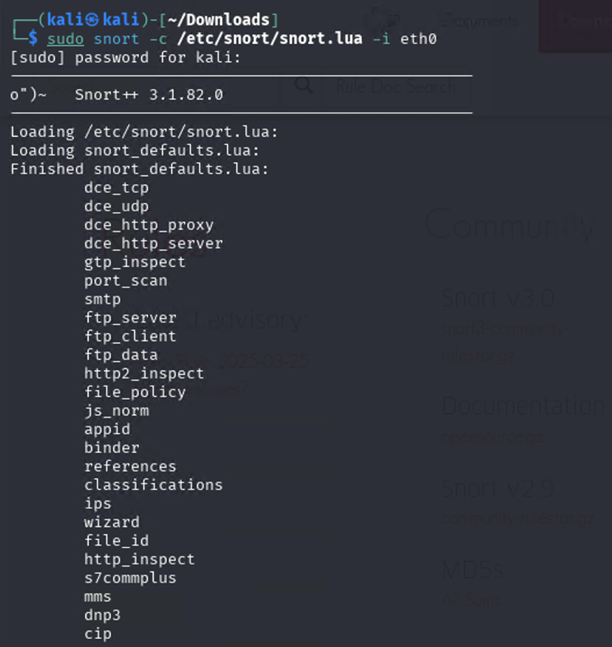 (kali㉿kali)-[~/Downloads]
$ sudo snort -c /etc/snort/snort.lua -i eth0
[sudo] password for kali:
o")~ Snort++ 3.1.82.0
Loading /etc/snort/snort.lua:
Loading snort_defaults.lua:
Finished snort_defaults.lua:
dce_tcp
dce_udp
dce_http_proxy
dce_http_server
gtp_inspect
port_scan
smtp
ftp_server
ftp_client
ftp_data
http2_inspect
file_policy
js_norm
appid
binder
references
classifications
ips
wizard
file_id
http_inspect
s7commplus
mms
dnp3
cip
Documents
Rule Doc Search
Community
advisory
Snort v3.0
Documentation
Snort v2.9
MD5s